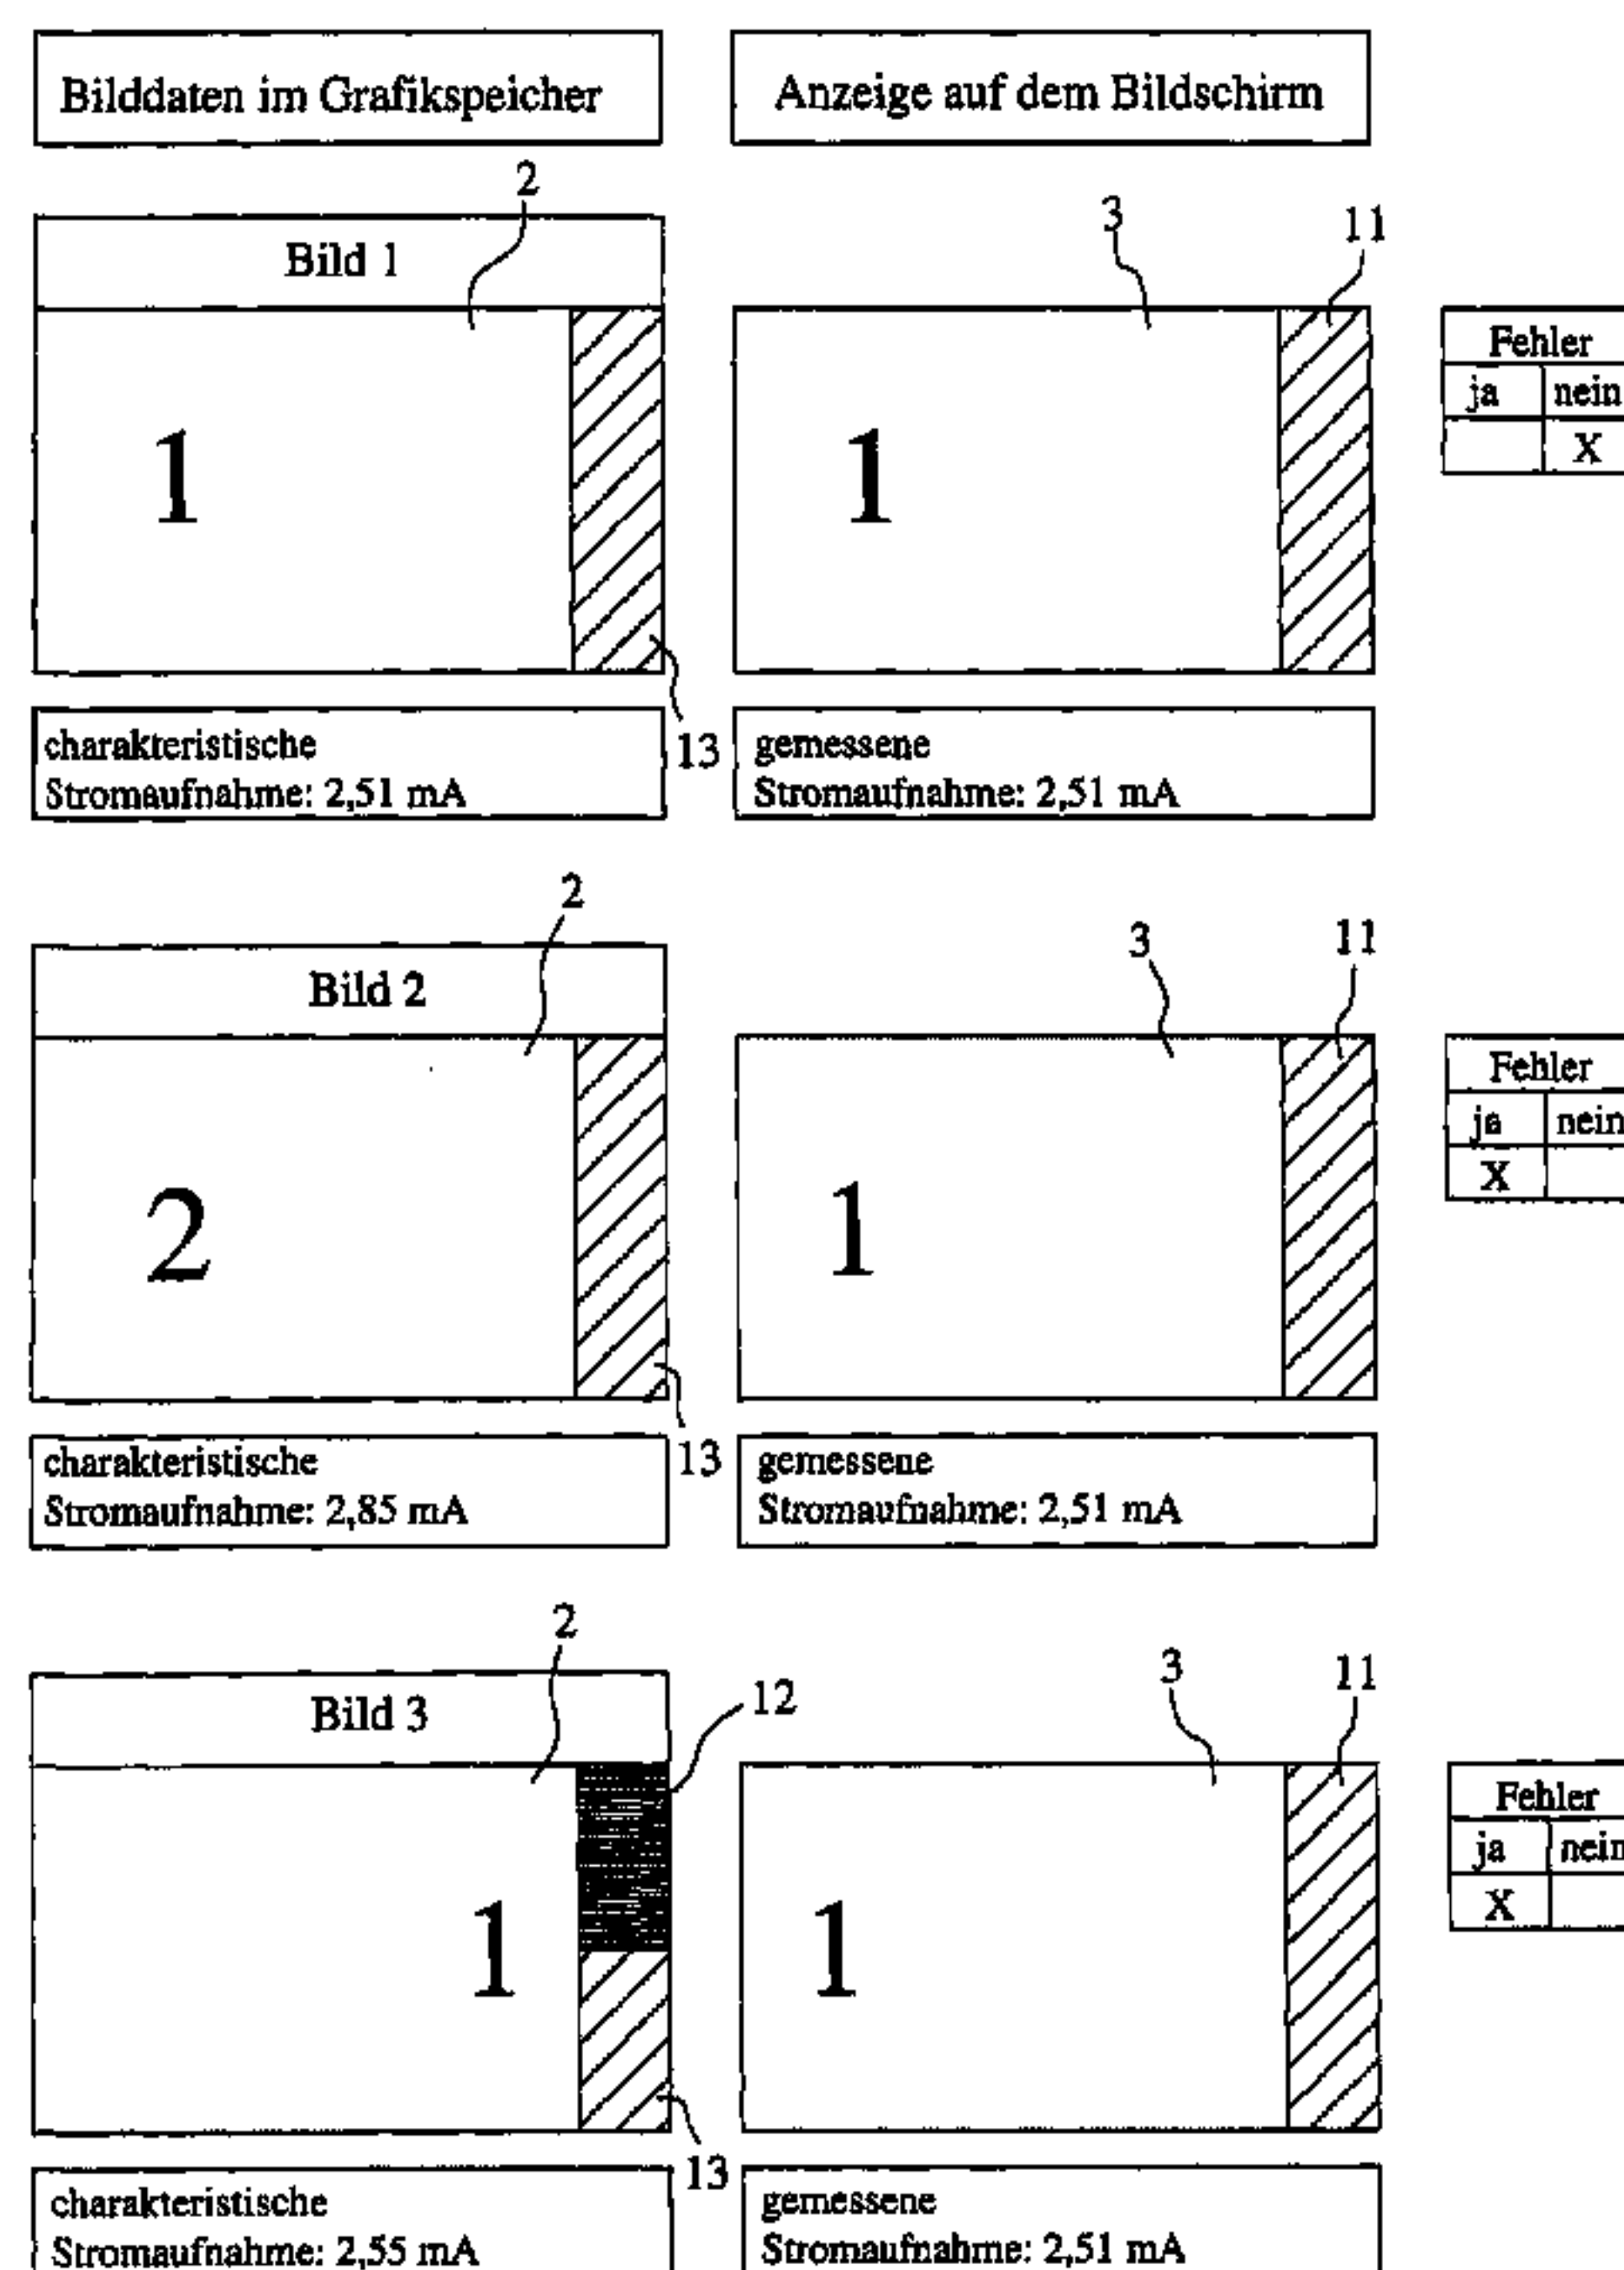 Bilddaten im Grafikspeicher
Anzeige auf dem Bildschirm
2
3
11
Bild 1
Fehler
ja nein
X
1
1
13
charakteristische
Stromaufnahme: 2,51 mA
gemessene
Stromaufnahme: 2,51 mA
2
3
11
Bild 2
Fehler
ja nein
X
2
1
13
charakteristische
Stromaufnahme: 2,85 mA
gemessene
Stromaufnahme: 2,51 mA
2
3
11
12
Bild 3
Fehler
ja nein
X
1
1
13
charakteristische
Stromaufnahme: 2,55 mA
gemessene
Stromaufnahme: 2,51 mA